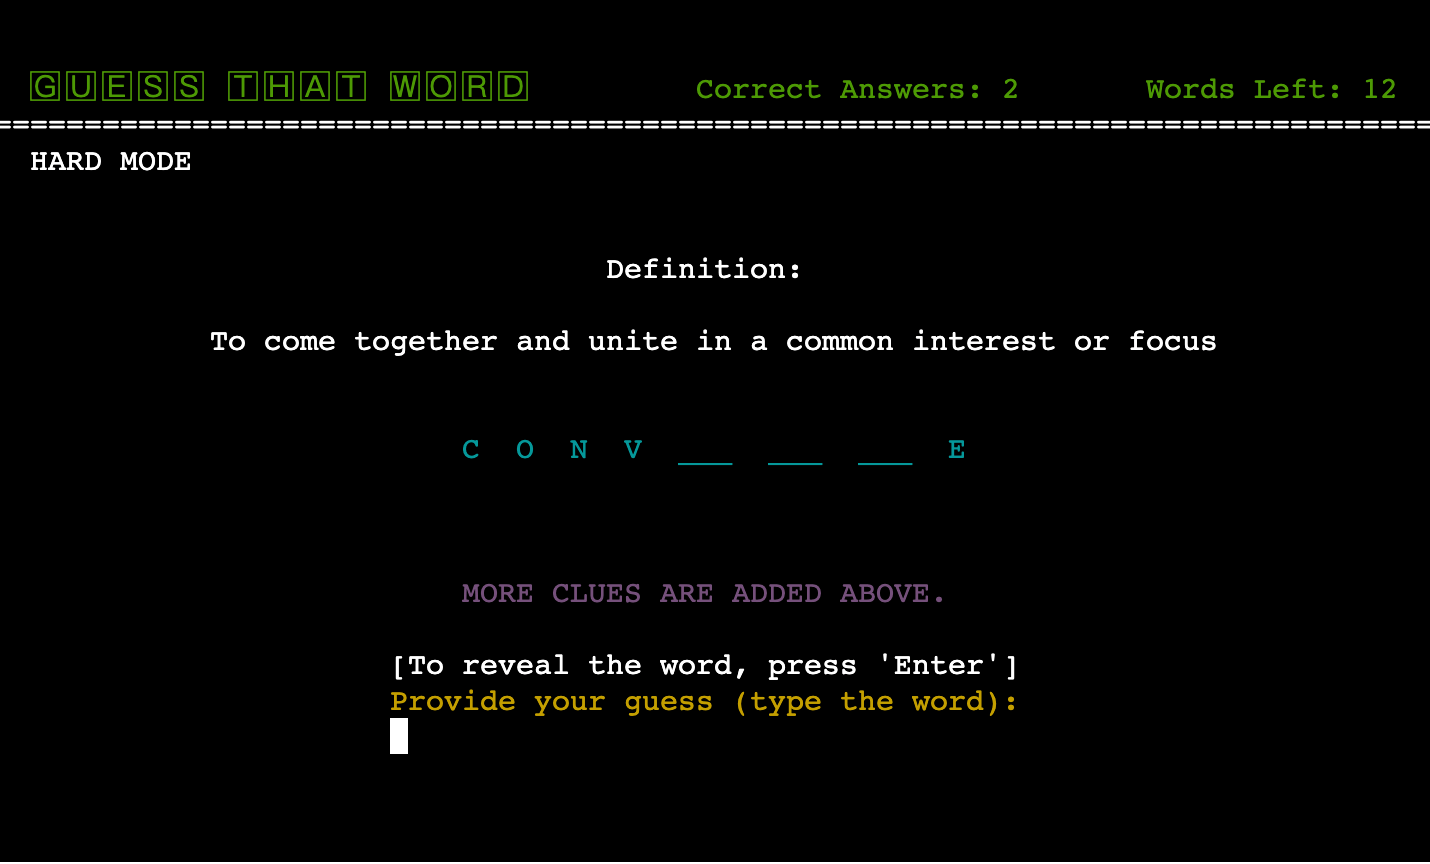 🄶🅄🄴🅂🅂 🅃🄷🄰🅃 🅆🄾🅁🄳 Correct Answers: 2 Words Left: 12
================================================================================
HARD MODE
Definition:
To come together and unite in a common interest or focus
C O N V ___ ___ ___ E
MORE CLUES ARE ADDED ABOVE.
[To reveal the word, press 'Enter']
Provide your guess (type the word):